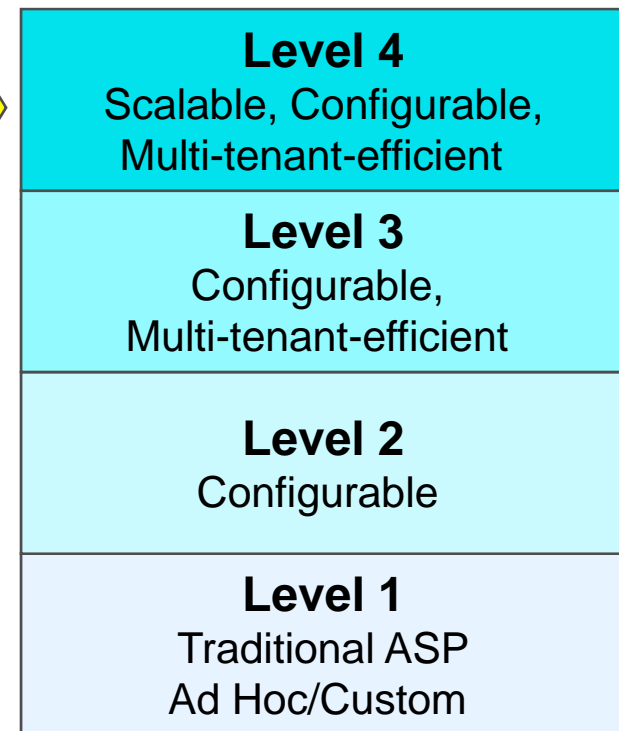 Level 4
Scalable, Configurable,
Multi-tenant-efficient
Level 3
Configurable,
Multi-tenant-efficient
Level 2
Configurable
Level 1
Traditional ASP
Ad Hoc/Custom